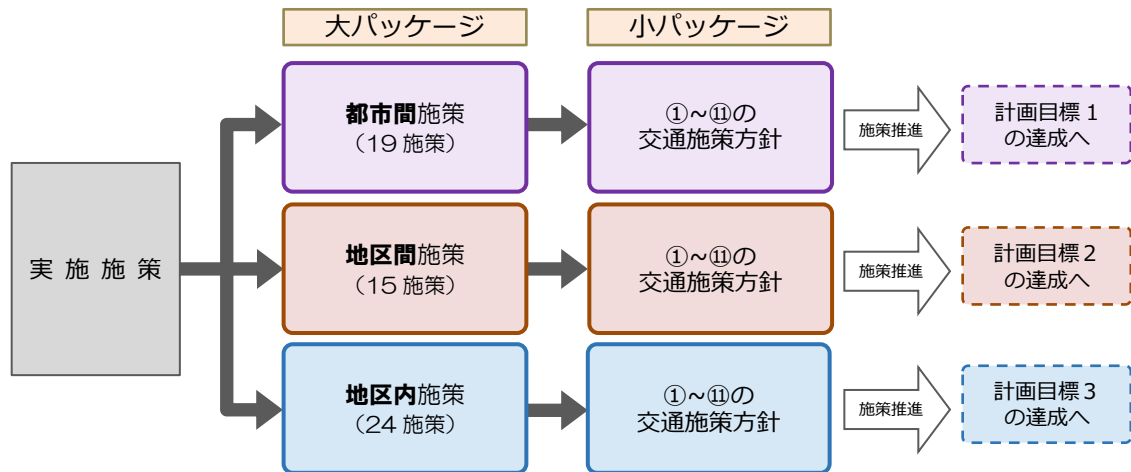 大パッケージ
小パッケージ
実施施策
都市間施策
（19 施策）
①~⑪の
交通施策方針
施策推進
計画目標１
の達成へ
地区間施策
（15 施策）
①~⑪の
交通施策方針
施策推進
計画目標２
の達成へ
地区内施策
（24 施策）
①~⑪の
交通施策方針
施策推進
計画目標３
の達成へ